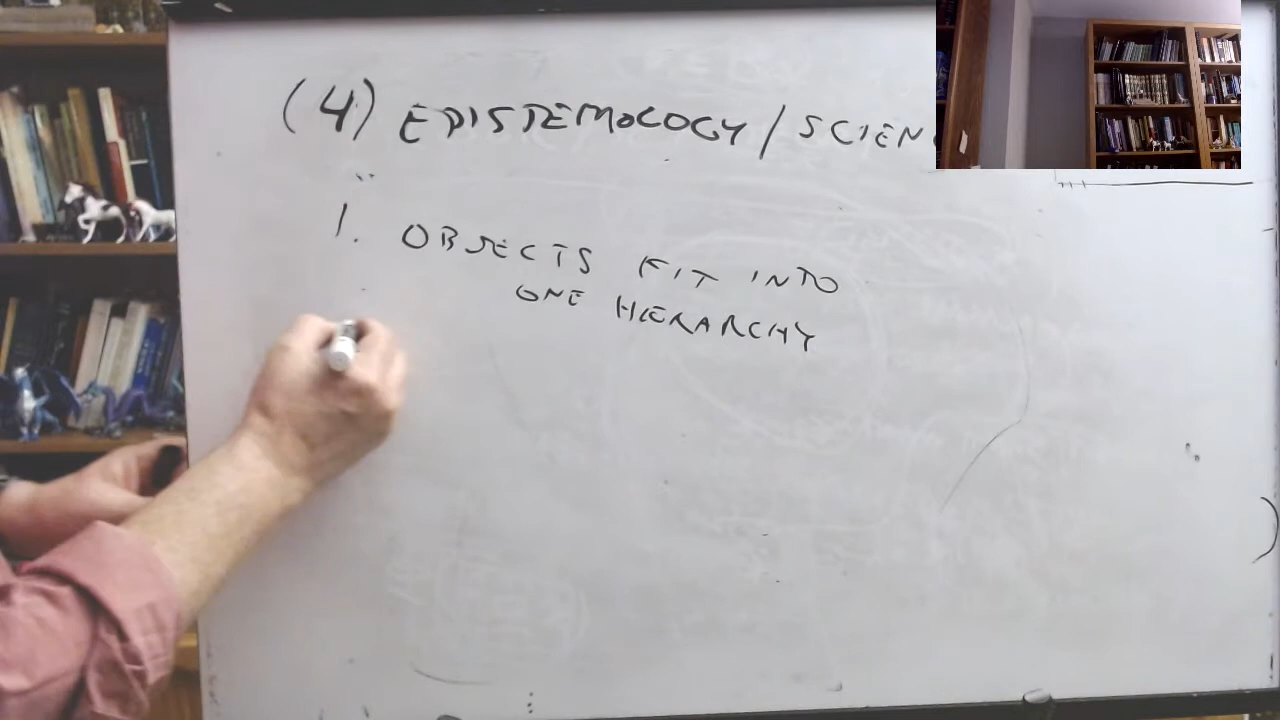 (4) EPISTEMOLOGY/SCIEN
1. OBJECTS FIT INTO
ONE HIERARCHY